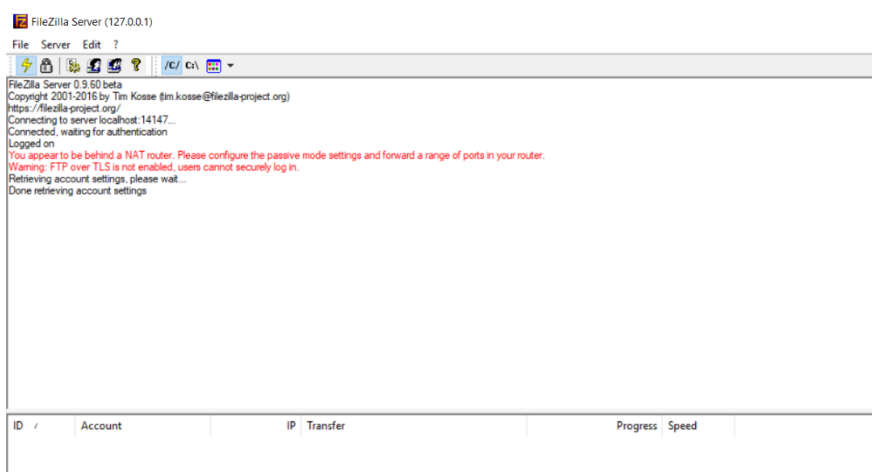 FileZilla Server (127.0.0.1)
File Server Edit ?
/C/ C:\
FileZilla Server 0.9.60 beta
Copyright 2001-2016 by Tim Kosse (tim.kosse@filezilla-project.org)
https://filezilla-project.org/
Connecting to server localhost:14147...
Connected, waiting for authentication
Logged on
You appear to be behind a NAT router. Please configure the passive mode settings and forward a range of ports in your router.
Warning: FTP over TLS is not enabled, users cannot securely log in.
Retrieving account settings, please wait...
Done retrieving account settings
ID / Account IP Transfer Progress Speed